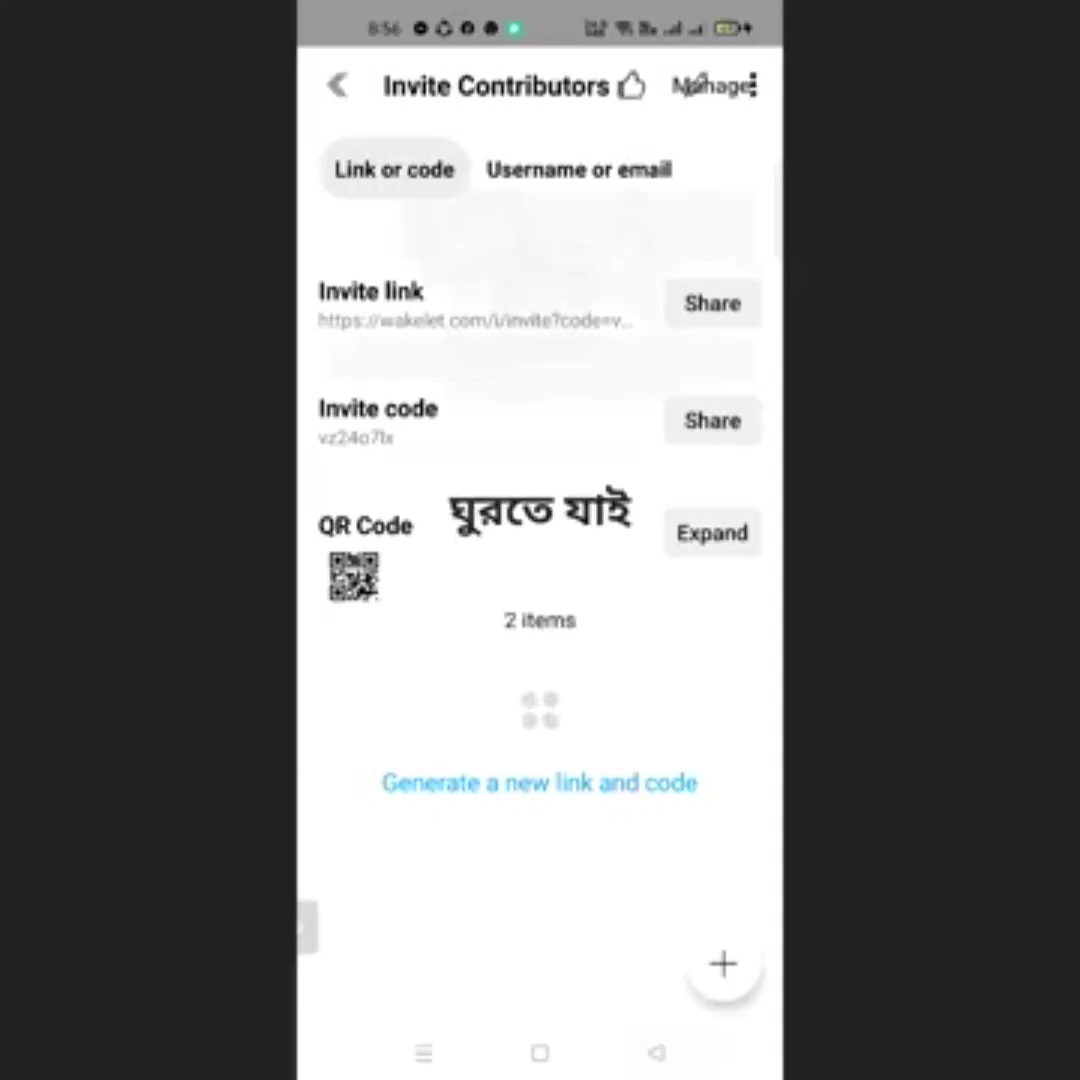 8:56
Invite Contributors
Manage
Link or code Username or email
Invite link
Share
https://wakelet.com/i/invite?code=v...
Invite code
Share
vz24o7lx
ঘুরতে যাই
QR Code
Expand
2 items
Generate a new link and code